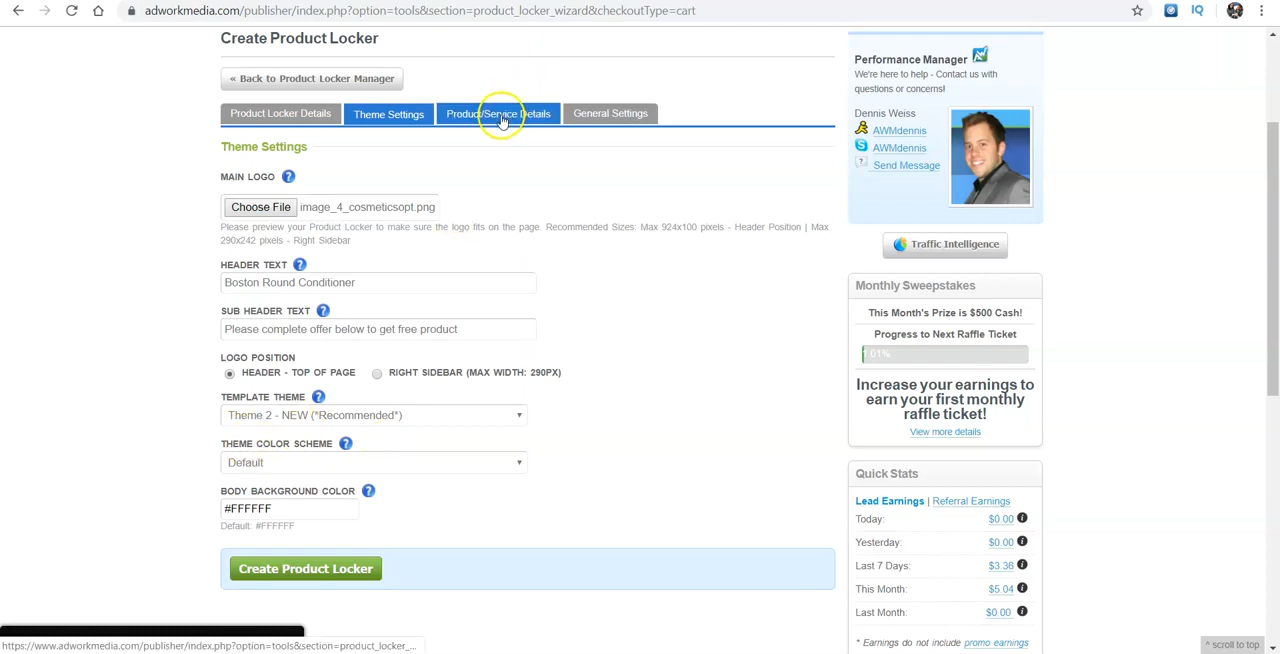 adworkmedia.com/publisher/index.php?option=tools&section=product_locker_wizard&checkoutType=cart
IQ
Create Product Locker
« Back to Product Locker Manager
Product Locker Details
Theme Settings
Product/Service Details
General Settings
Theme Settings
MAIN LOGO ?
Choose File image_4_cosmeticsopt.png
Please preview your Product Locker to make sure the logo fits on the page. Recommended Sizes: Max 924x100 pixels - Header Position | Max
290x242 pixels - Right Sidebar
HEADER TEXT ?
Boston Round Conditioner
SUB HEADER TEXT ?
Please complete offer below to get free product
LOGO POSITION
HEADER - TOP OF PAGE RIGHT SIDEBAR (MAX WIDTH: 290PX)
TEMPLATE THEME ?
Theme 2 - NEW (*Recommended*)
THEME COLOR SCHEME ?
Default
BODY BACKGROUND COLOR ?
#FFFFFF
Default: #FFFFFF
Create Product Locker
Performance Manager
We're here to help - Contact us with
questions or concerns!
Dennis Weiss
AWMdennis
AWMdennis
Send Message
Traffic Intelligence
Monthly Sweepstakes
This Month's Prize is $500 Cash!
Progress to Next Raffle Ticket
1.01%
Increase your earnings to
earn your first monthly
raffle ticket!
View more details
Quick Stats
Lead Earnings | Referral Earnings
Today: $0.00
Yesterday: $0.00
Last 7 Days: $3.36
This Month: $5.04
Last Month: $0.00
* Earnings do not include promo earnings
^ scroll to top
https://www.adworkmedia.com/publisher/index.php?option=tools&section=product_locker_...